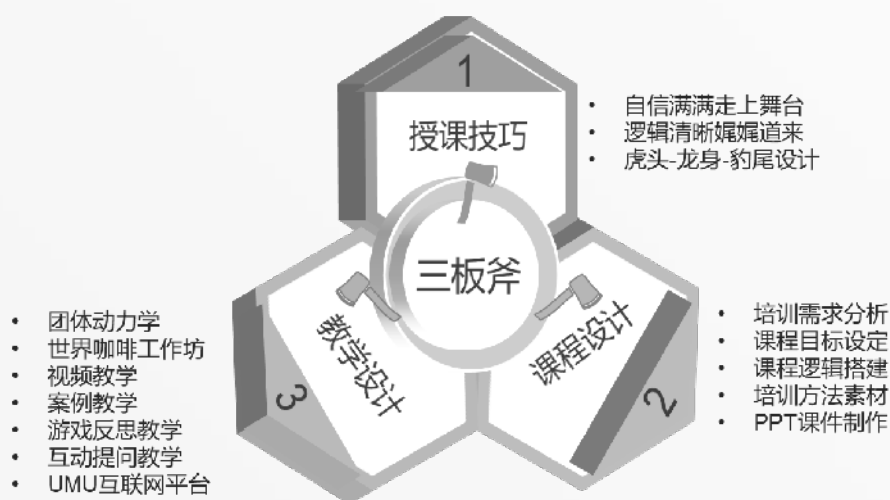 1
授课技巧
• 自信满满走上舞台
• 逻辑清晰娓娓道来
• 虎头-龙身-豹尾设计
三板斧
课程设计
2
• 培训需求分析
• 课程目标设定
• 课程逻辑搭建
• 培训方法素材
• PPT课件制作
教学设计
3
• 团体动力学
• 世界咖啡工作坊
• 视频教学
• 案例教学
• 游戏反思教学
• 互动提问教学
• UMU互联网平台